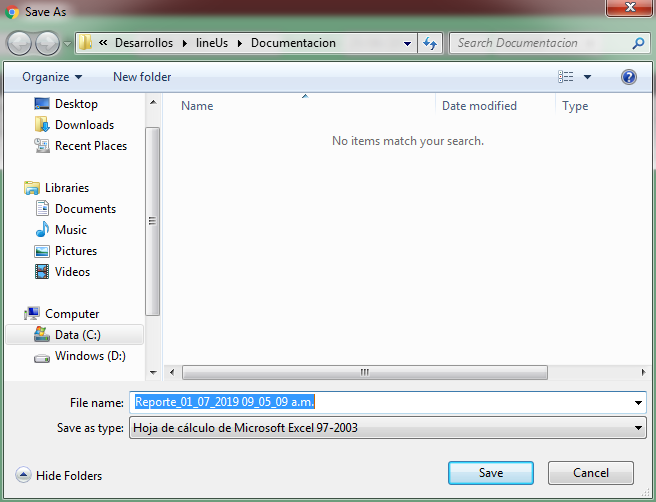 Save As
« Desarrollos lineUs Documentacion
Search Documentacion
Organize New folder
Desktop
Downloads
Recent Places
Libraries
Documents
Music
Pictures
Videos
Computer
Data (C:)
Windows (D:)
Name Date modified Type
No items match your search.
File name: Reporte_01_07_2019 09_05_09 a.m.
Save as type: Hoja de cálculo de Microsoft Excel 97-2003
Hide Folders Save Cancel